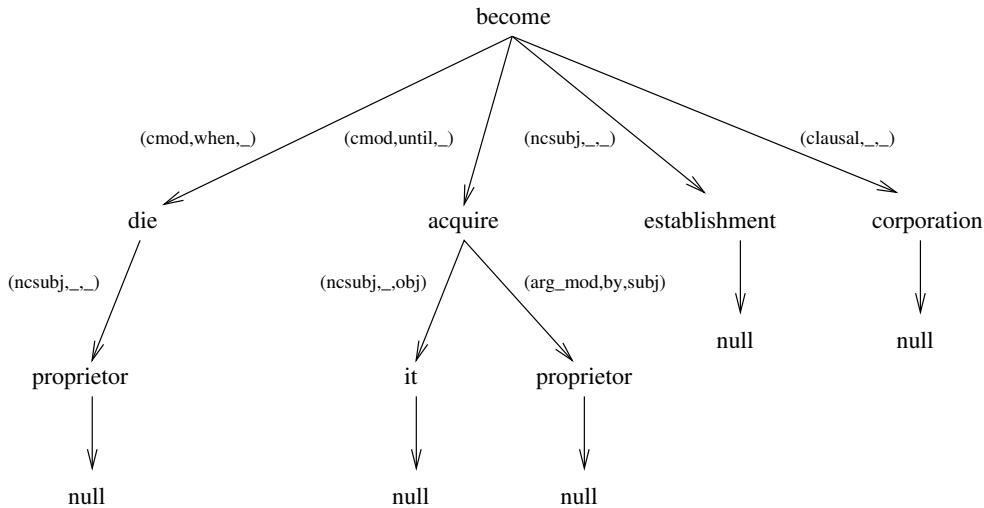 become
(cmod,when,_) (cmod,until,_) (ncsubj,_,_) (clausal,_,_)
die acquire establishment corporation
(ncsubj,_,_) (ncsubj,_,obj) (arg_mod,by,subj)
null null
proprietor it proprietor
null null null